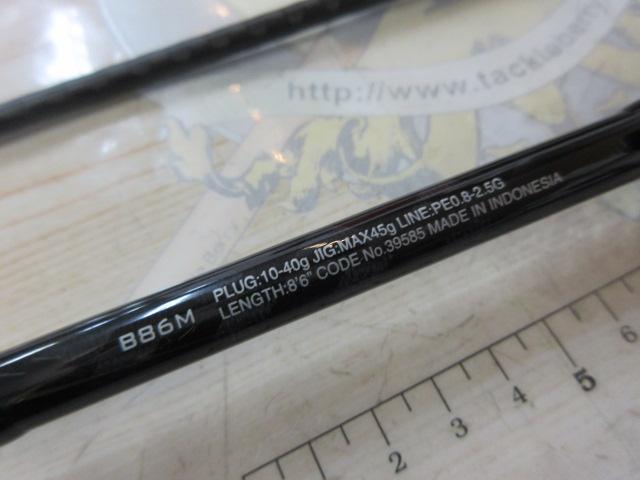 http://www.tackleberry
B86M
PLUG:10-40g JIG:MAX45g LINE:PE0.8-2.5G
LENGTH:8'6" CODE No.39585 MADE IN INDONESIA
2 3 4 5 6